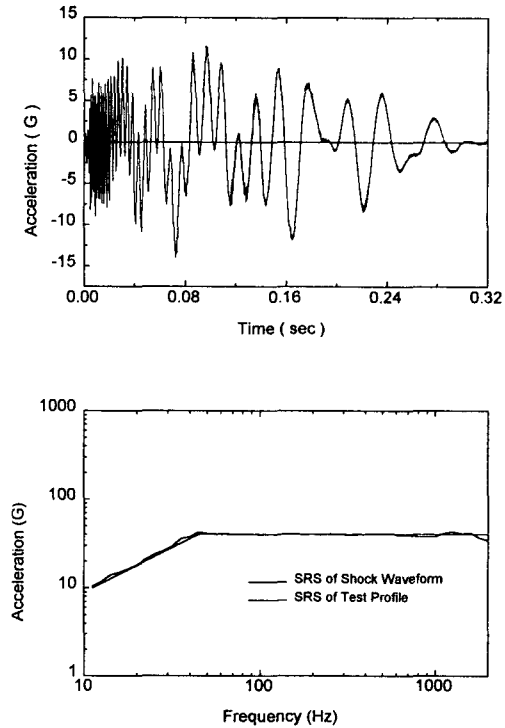 15
10
5
0
-5
-10
-15
Acceleration ( G )
0.00 0.08 0.16 0.24 0.32
Time ( sec )
1000
100
10
1
Acceleration (G)
SRS of Shock Waveform
SRS of Test Profile
10 100 1000
Frequency (Hz)